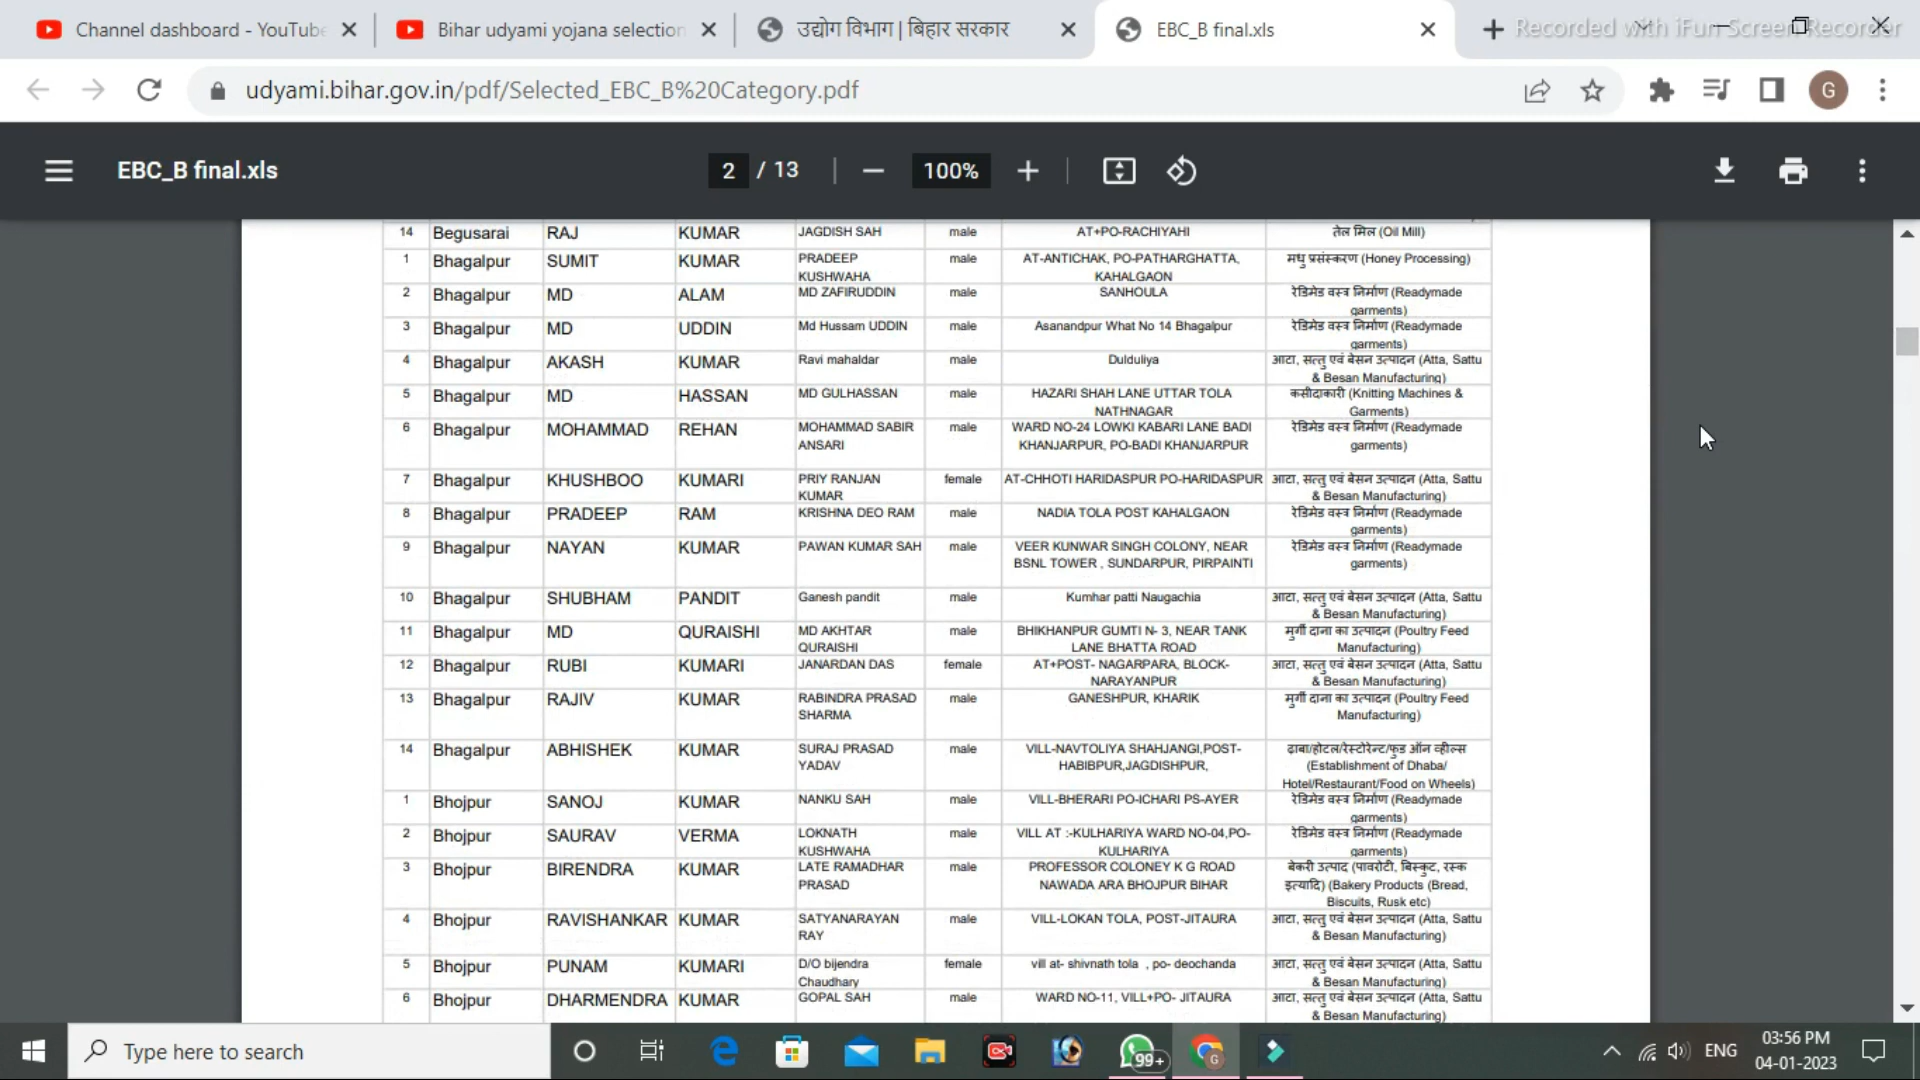 Channel dashboard - YouTube
Bihar udyami yojana selection
उद्योग विभाग | बिहार सरकार
EBC_B final.xls
Recorded with iFun Screen Recorder
udyami.bihar.gov.in/pdf/Selected_EBC_B%20Category.pdf
G
EBC_B final.xls
2 / 13
100%
14 Begusarai RAJ KUMAR JAGDISH SAH male AT+PO-RACHIYAHI तेल मिल (Oil Mill)
1 Bhagalpur SUMIT KUMAR PRADEEP male AT-ANTICHAK, PO-PATHARGHATTA, मधु प्रसंस्करण (Honey Processing)
KUSHWAHA KAHALGAON
2 Bhagalpur MD ALAM MD ZAFIRUDDIN male SANHOULA रेडिमेड वस्त्र निर्माण (Readymade
garments)
3 Bhagalpur MD UDDIN Md Hussam UDDIN male Asanandpur What No 14 Bhagalpur रेडिमेड वस्त्र निर्माण (Readymade
garments)
4 Bhagalpur AKASH KUMAR Ravi mahaldar male Dulduliya आटा, सत्तु एवं बेसन उत्पादन (Atta, Sattu
& Besan Manufacturing)
5 Bhagalpur MD HASSAN MD GULHASSAN male HAZARI SHAH LANE UTTAR TOLA कसीदाकारी (Knitting Machines &
NATHNAGAR Garments)
6 Bhagalpur MOHAMMAD REHAN MOHAMMAD SABIR male WARD NO-24 LOWKI KABARI LANE BADI रेडिमेड वस्त्र निर्माण (Readymade
ANSARI KHANJARPUR, PO-BADI KHANJARPUR garments)
7 Bhagalpur KHUSHBOO KUMARI PRIY RANJAN female AT-CHHOTI HARIDASPUR PO-HARIDASPUR आटा, सत्तु एवं बेसन उत्पादन (Atta, Sattu
KUMAR & Besan Manufacturing)
8 Bhagalpur PRADEEP RAM KRISHNA DEO RAM male NADIA TOLA POST KAHALGAON रेडिमेड वस्त्र निर्माण (Readymade
garments)
9 Bhagalpur NAYAN KUMAR PAWAN KUMAR SAH male VEER KUNWAR SINGH COLONY, NEAR रेडिमेड वस्त्र निर्माण (Readymade
BSNL TOWER , SUNDARPUR, PIRPAINTI garments)
10 Bhagalpur SHUBHAM PANDIT Ganesh pandit male Kumhar patti Naugachia आटा, सत्तु एवं बेसन उत्पादन (Atta, Sattu
& Besan Manufacturing)
11 Bhagalpur MD QURAISHI MD AKHTAR male BHIKHANPUR GUMTI N- 3, NEAR TANK मुर्गी दाना का उत्पादन (Poultry Feed
QURAISHI LANE BHATTA ROAD Manufacturing)
12 Bhagalpur RUBI KUMARI JANARDAN DAS female AT+POST- NAGARPARA, BLOCK- आटा, सत्तु एवं बेसन उत्पादन (Atta, Sattu
NARAYANPUR & Besan Manufacturing)
13 Bhagalpur RAJIV KUMAR RABINDRA PRASAD male GANESHPUR, KHARIK मुर्गी दाना का उत्पादन (Poultry Feed
SHARMA Manufacturing)
14 Bhagalpur ABHISHEK KUMAR SURAJ PRASAD male VILL-NAVTOLIYA SHAHJANGI,POST- ढ़ाबा/होटल/रेस्टोरेन्ट/फुड ऑन व्हील्स
YADAV HABIBPUR,JAGDISHPUR, (Establishment of Dhaba/
Hotel/Restaurant/Food on Wheels)
1 Bhojpur SANOJ KUMAR NANKU SAH male VILL-BHERARI PO-ICHARI PS-AYER रेडिमेड वस्त्र निर्माण (Readymade
garments)
2 Bhojpur SAURAV VERMA LOKNATH male VILL AT :-KULHARIYA WARD NO-04,PO- रेडिमेड वस्त्र निर्माण (Readymade
KUSHWAHA KULHARIYA garments)
3 Bhojpur BIRENDRA KUMAR LATE RAMADHAR male PROFESSOR COLONEY K G ROAD बेकरी उत्पाद (पावरोटी, बिस्कुट, रस्क
PRASAD NAWADA ARA BHOJPUR BIHAR इत्यादि) (Bakery Products (Bread,
Biscuits, Rusk etc)
4 Bhojpur RAVISHANKAR KUMAR SATYANARAYAN male VILL-LOKAN TOLA, POST-JITAURA आटा, सत्तु एवं बेसन उत्पादन (Atta, Sattu
RAY & Besan Manufacturing)
5 Bhojpur PUNAM KUMARI D/O bijendra female vill at- shivnath tola , po- deochanda आटा, सत्तु एवं बेसन उत्पादन (Atta, Sattu
Chaudhary & Besan Manufacturing)
6 Bhojpur DHARMENDRA KUMAR GOPAL SAH male WARD NO-11, VILL+PO- JITAURA आटा, सत्तु एवं बेसन उत्पादन (Atta, Sattu
& Besan Manufacturing)
Type here to search
99+
G
ENG
03:56 PM
04-01-2023